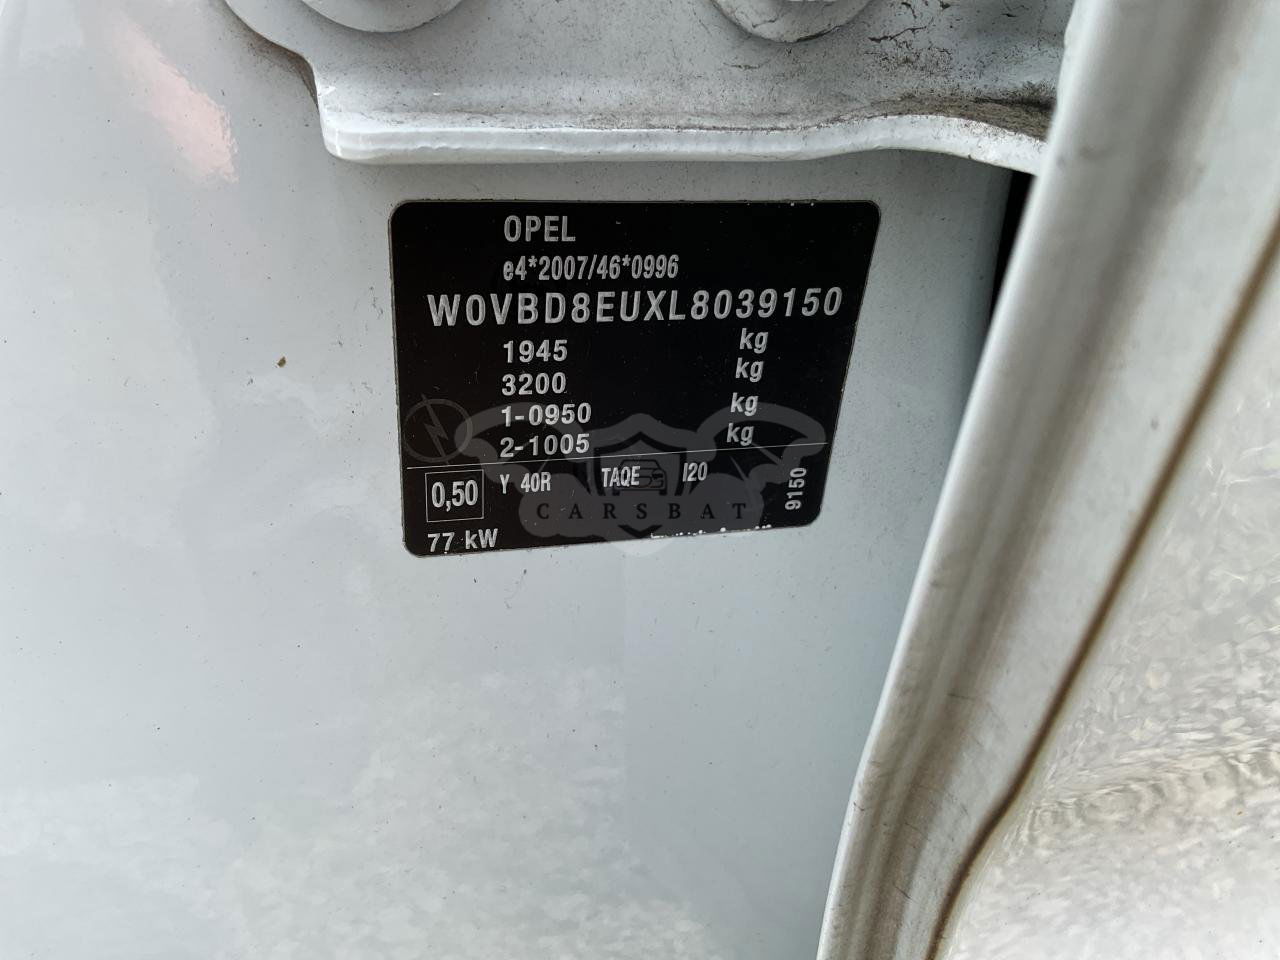 OPEL
e4*2007/46*0996
W0VBD8EUXL8039150
1945 kg
3200 kg
1-0950 kg
2-1005 kg
0,50 Y 40R TAQE I20 9150
77 kW
CARSBAT